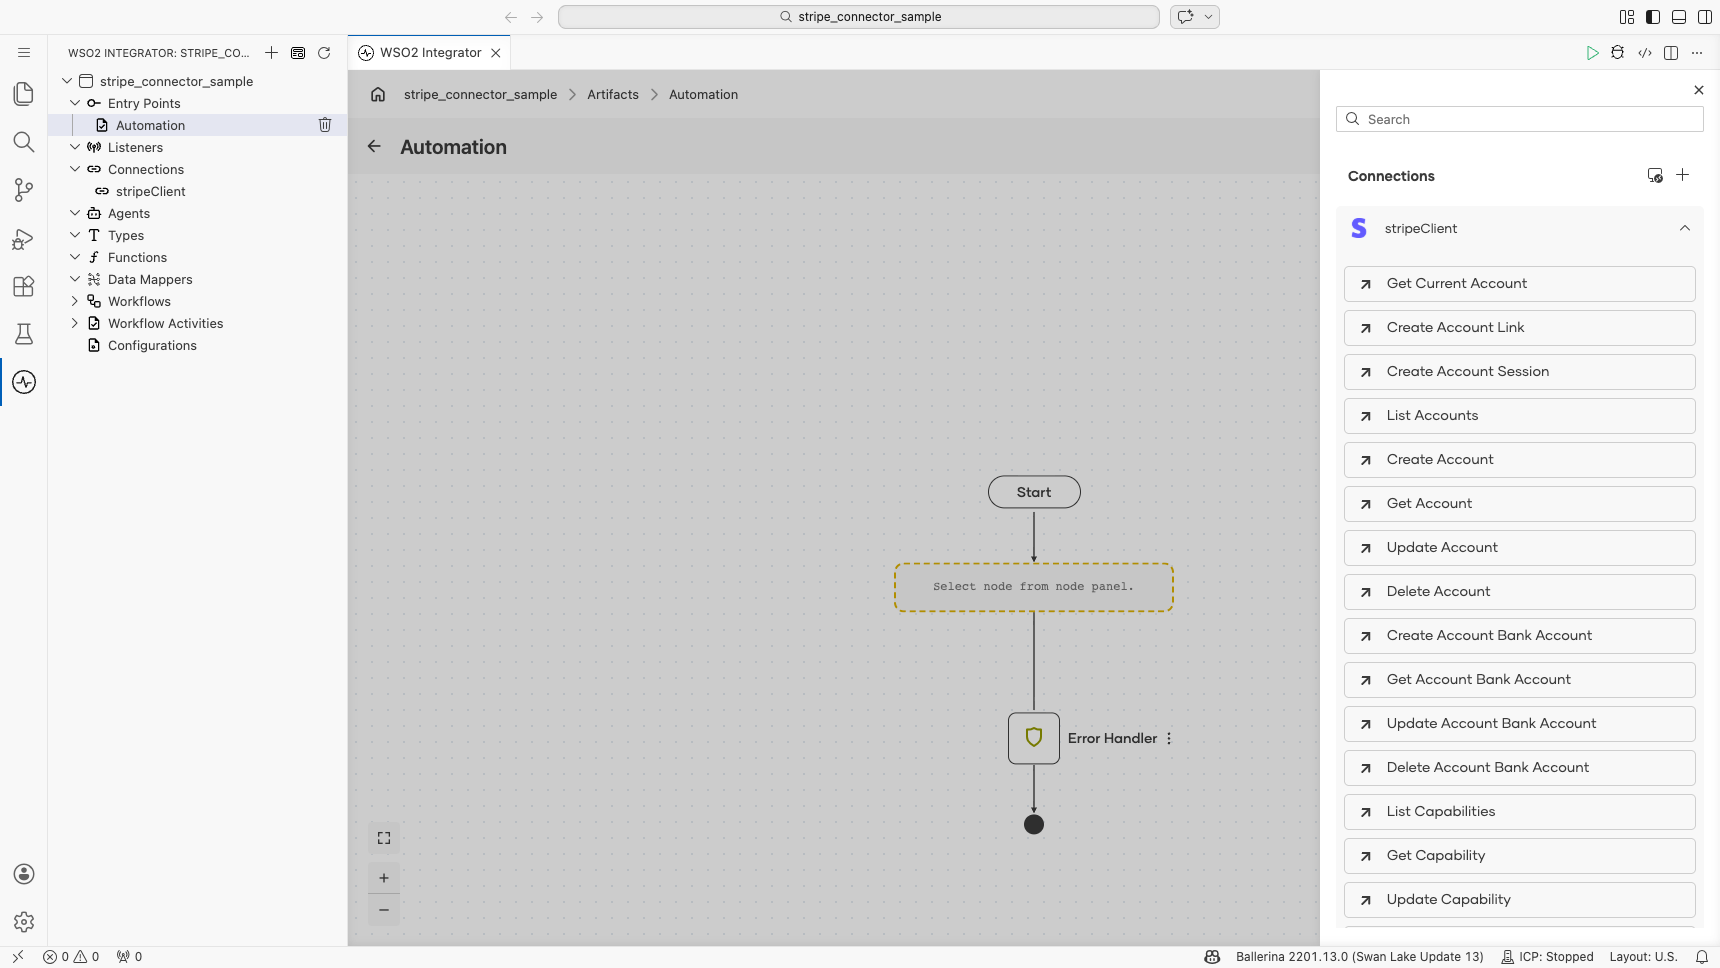 stripe_connector_sample
WSO2 INTEGRATOR: STRIPE_CO...
stripe_connector_sample
Entry Points
Automation
Listeners
Connections
stripeClient
Agents
Types
Functions
Data Mappers
Workflows
Workflow Activities
Configurations
WSO2 Integrator
stripe_connector_sample > Artifacts > Automation
Automation
Start
Select node from node panel.
Error Handler
Search
Connections
stripeClient
Get Current Account
Create Account Link
Create Account Session
List Accounts
Create Account
Get Account
Update Account
Delete Account
Create Account Bank Account
Get Account Bank Account
Update Account Bank Account
Delete Account Bank Account
List Capabilities
Get Capability
Update Capability
0 0 0
Ballerina 2201.13.0 (Swan Lake Update 13) ICP: Stopped Layout: U.S.